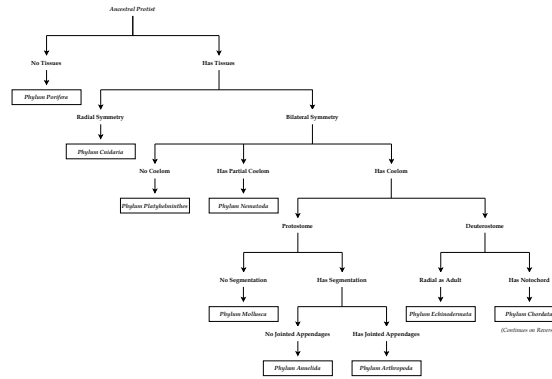 Ancestral Protist
No Tissues
Has Tissues
Phylum Porifera
Radial Symmetry
Bilateral Symmetry
Phylum Cnidaria
No Coelom
Has Partial Coelom
Has Coelom
Phylum Platyhelminthes
Phylum Nematoda
Protostome
Deuterostome
No Segmentation
Has Segmentation
Radial as Adult
Has Notochord
Phylum Mollusca
Phylum Echinodermata
Phylum Chordata
(Continues on Revers
No Jointed Appendages
Has Jointed Appendages
Phylum Annelida
Phylum Arthropoda